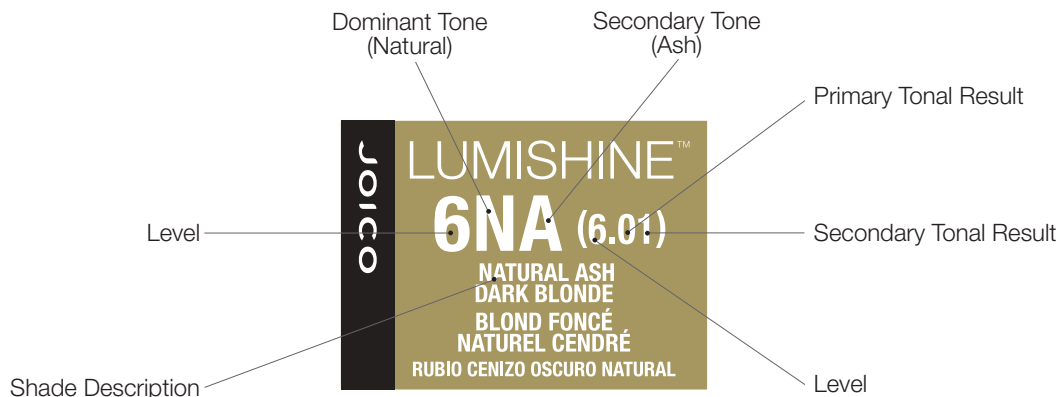 Dominant Tone
(Natural)
Secondary Tone
(Ash)
Primary Tonal Result
JOICO
LUMISHINE™
6NA (6.01)
Level
Secondary Tonal Result
NATURAL ASH
DARK BLONDE
BLOND FONCÉ
NATUREL CENDRÉ
RUBIO CENIZO OSCURO NATURAL
Shade Description
Level